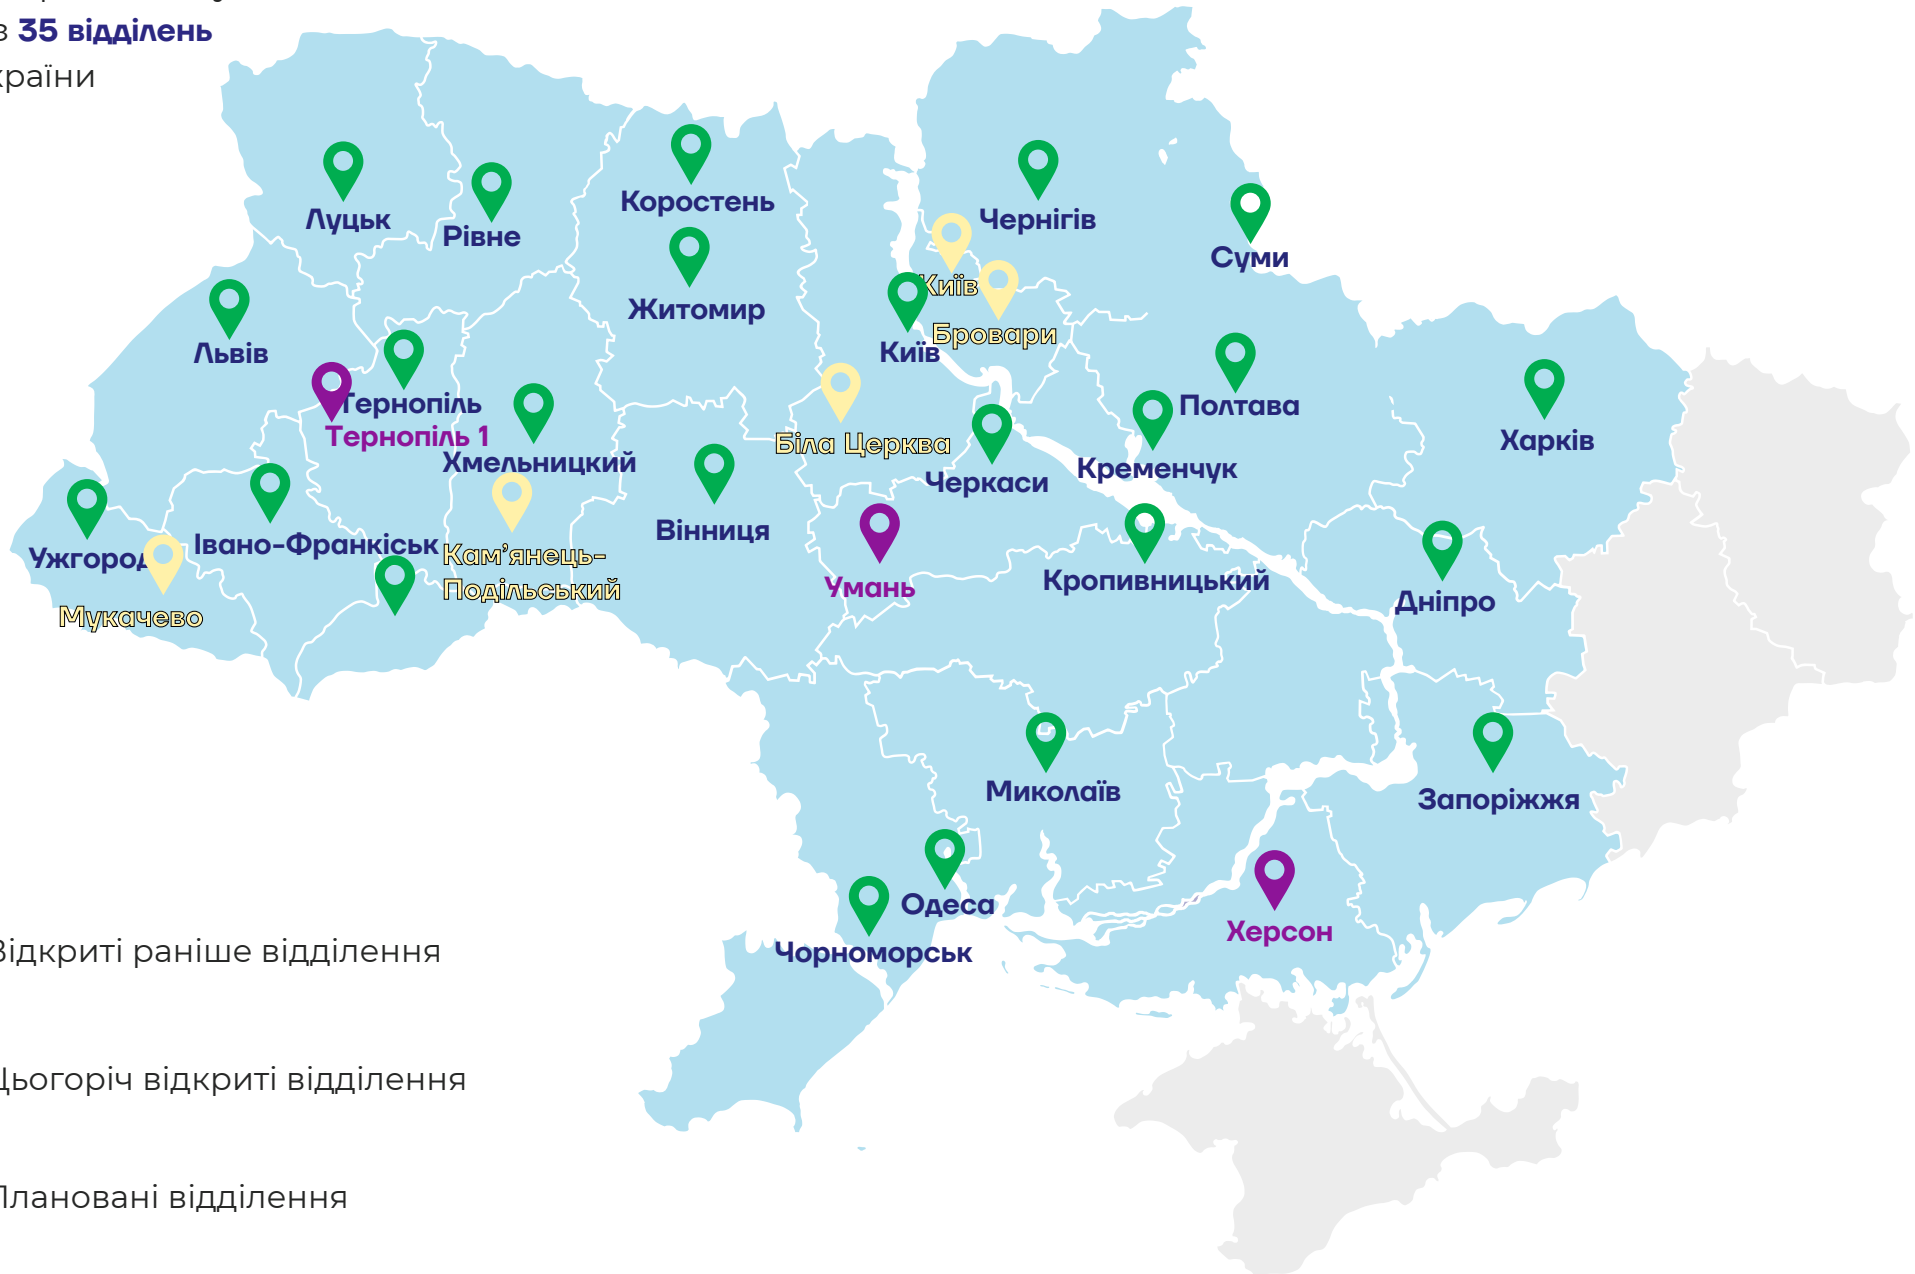 з 35 відділень
країни
Луцьк
Рівне
Коростень
Житомир
Чернігів
Суми
Київ
Бровари
Київ
Львів
Тернопіль
Тернопіль 1
Хмельницкий
Біла Церква
Черкаси
Полтава
Кременчук
Харків
Ужгород
Івано-Франкіськ
Кам'янець-
Подільський
Вінниця
Умань
Кропивницький
Дніпро
Мукачево
Миколаїв
Запоріжжя
Одеса
Чорноморськ
Херсон
Відкриті раніше відділення
Цьогоріч відкриті відділення
Плановані відділення